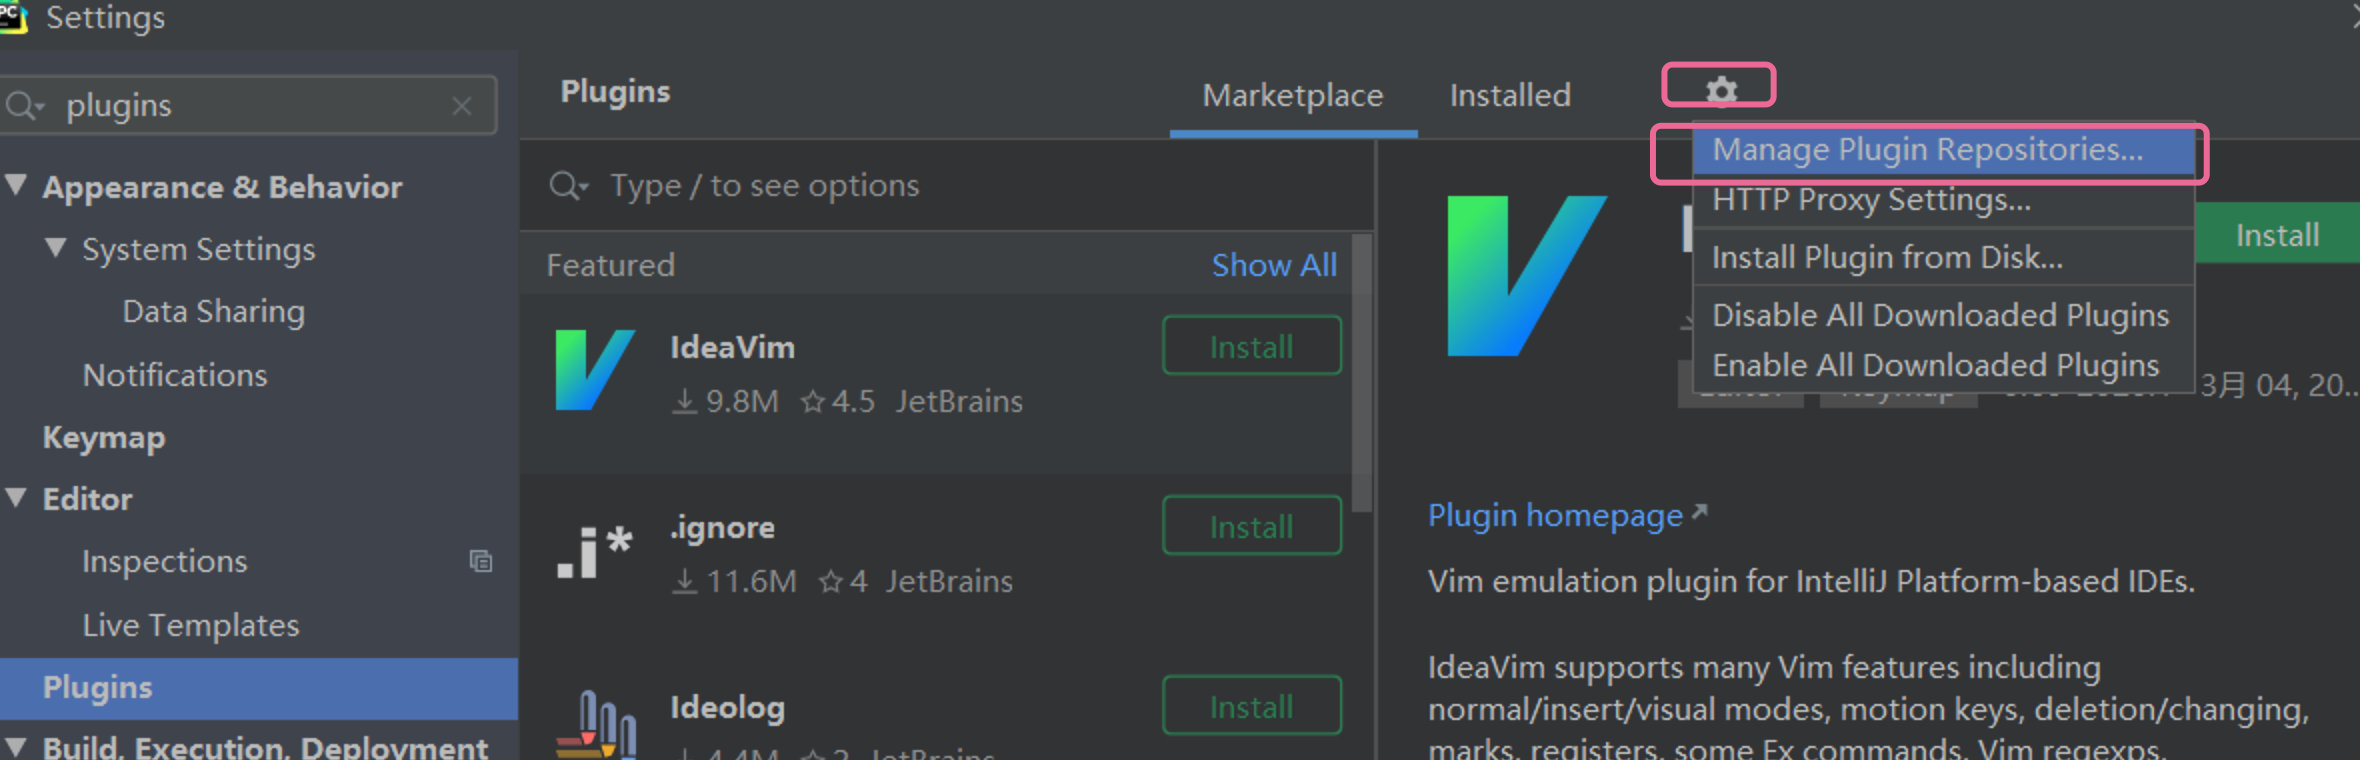 PC
Settings
plugins
Appearance & Behavior
System Settings
Data Sharing
Notifications
Keymap
Editor
Inspections
Live Templates
Plugins
Build, Execution, Deployment
Plugins
Marketplace
Installed
Type / to see options
Featured
Show All
IdeaVim
Install
9.8M 4.5 JetBrains
.ignore
Install
11.6M 4 JetBrains
Ideolog
Install
4.4M JetBrains
Manage Plugin Repositories...
HTTP Proxy Settings...
Install Plugin from Disk...
Disable All Downloaded Plugins
Enable All Downloaded Plugins
Install
3月 04, 20..
Plugin homepage
Vim emulation plugin for IntelliJ Platform-based IDEs.
IdeaVim supports many Vim features including
normal/insert/visual modes, motion keys, deletion/changing,
marks, registers, some Ex commands, Vim regexps,